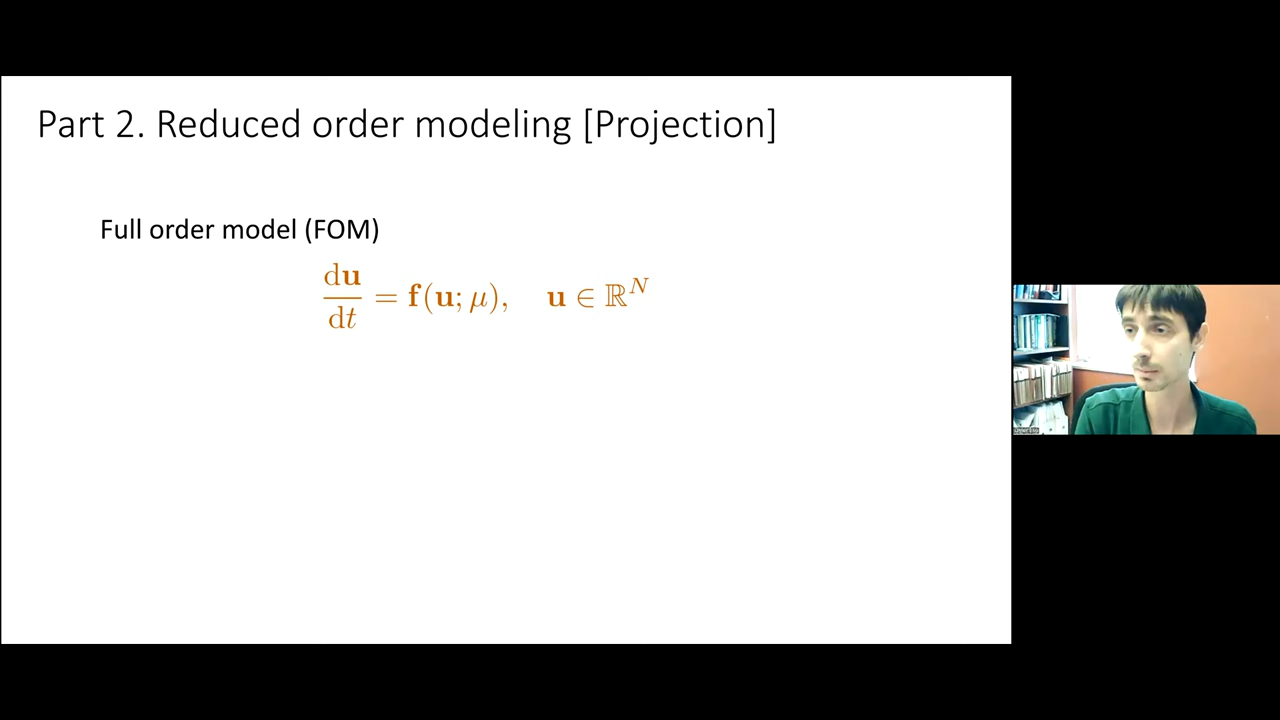 Part 2. Reduced order modeling [Projection]
Full order model (FOM)
d𝐮/dt = 𝐟(𝐮; μ), 𝐮 ∈ ℝ^N